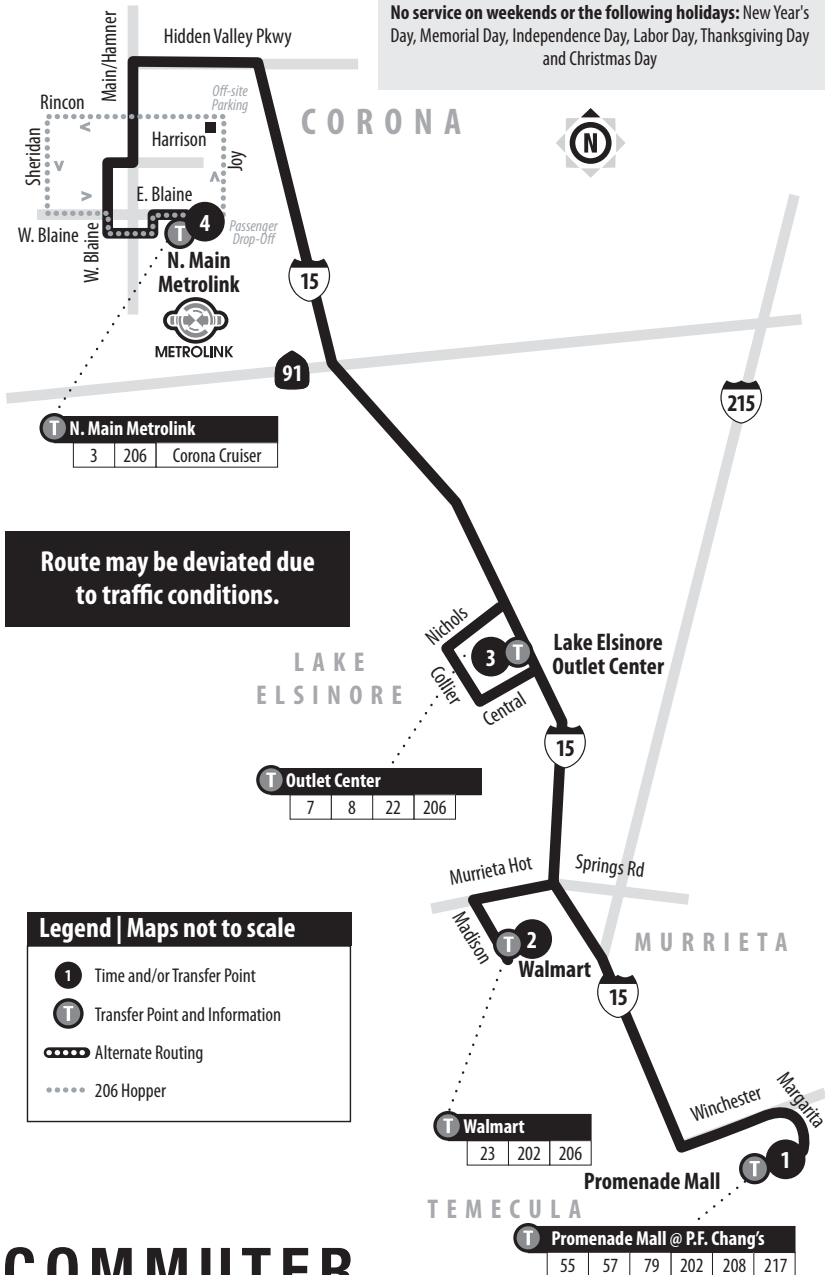 No service on weekends or the following holidays: New Year's
Day, Memorial Day, Independence Day, Labor Day, Thanksgiving Day
and Christmas Day
Hidden Valley Pkwy
Main/Hamner
Off-site
Parking
Rincon
CORONA
N
Harrison
Sheridan
Joy
E. Blaine
W. Blaine
W. Blaine
4
T
Passenger
Drop-Off
N. Main
Metrolink
METROLINK
15
91
215
T N. Main Metrolink
3 206 Corona Cruiser
Route may be deviated due
to traffic conditions.
Nichols
3 T
Lake Elsinore
Outlet Center
LAKE
ELSINORE
Collier
Central
15
T Outlet Center
7 8 22 206
Murrieta Hot Springs Rd
Madison
T 2
Walmart
MURRIETA
15
Legend | Maps not to scale
1 Time and/or Transfer Point
T Transfer Point and Information
Alternate Routing
206 Hopper
Winchester
Margarita
T Walmart
23 202 206
Promenade Mall
T 1
TEMECULA
T Promenade Mall @ P.F. Chang's
55 57 79 202 208 217
COMMUTER